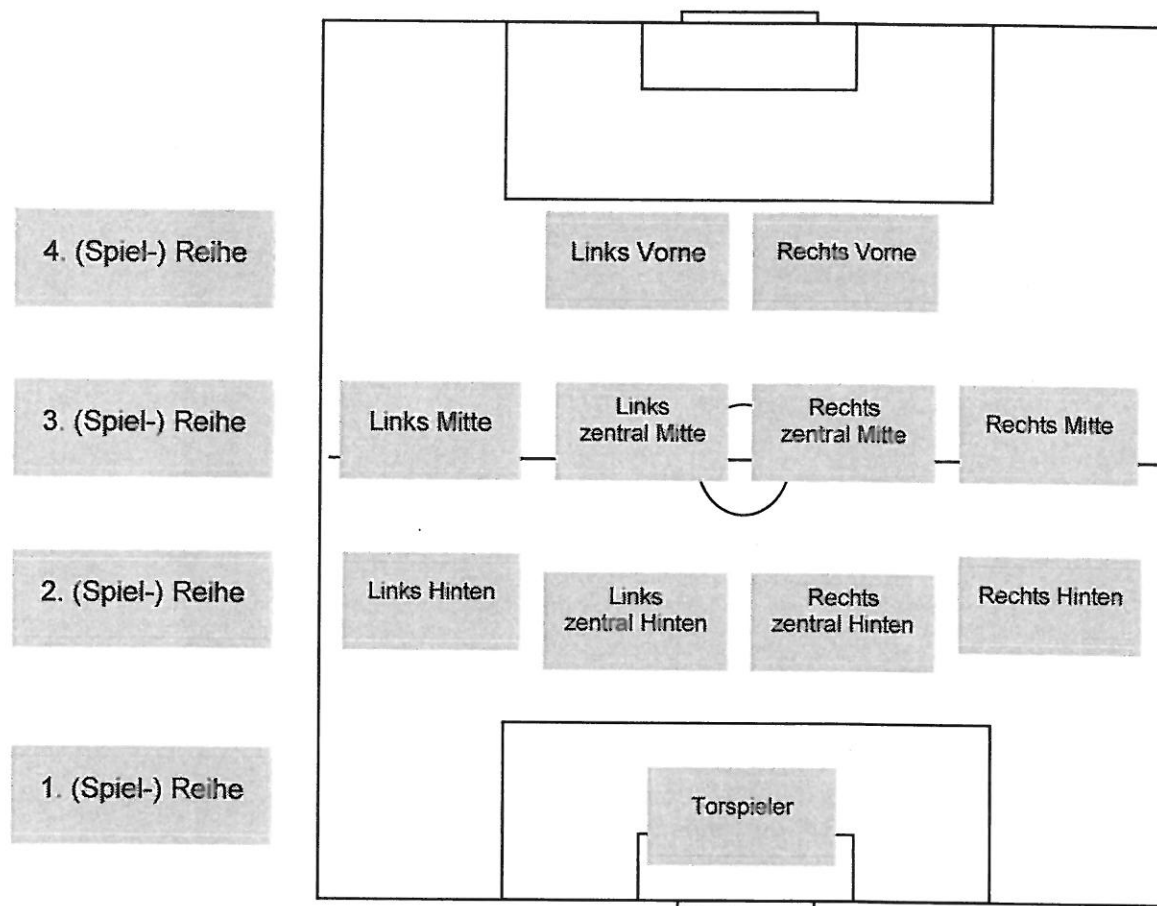 4. (Spiel-) Reihe
Links Vorne
Rechts Vorne
3. (Spiel-) Reihe
Links Mitte
Links
zentral Mitte
Rechts
zentral Mitte
Rechts Mitte
2. (Spiel-) Reihe
Links Hinten
Links
zentral Hinten
Rechts
zentral Hinten
Rechts Hinten
1. (Spiel-) Reihe
Torspieler